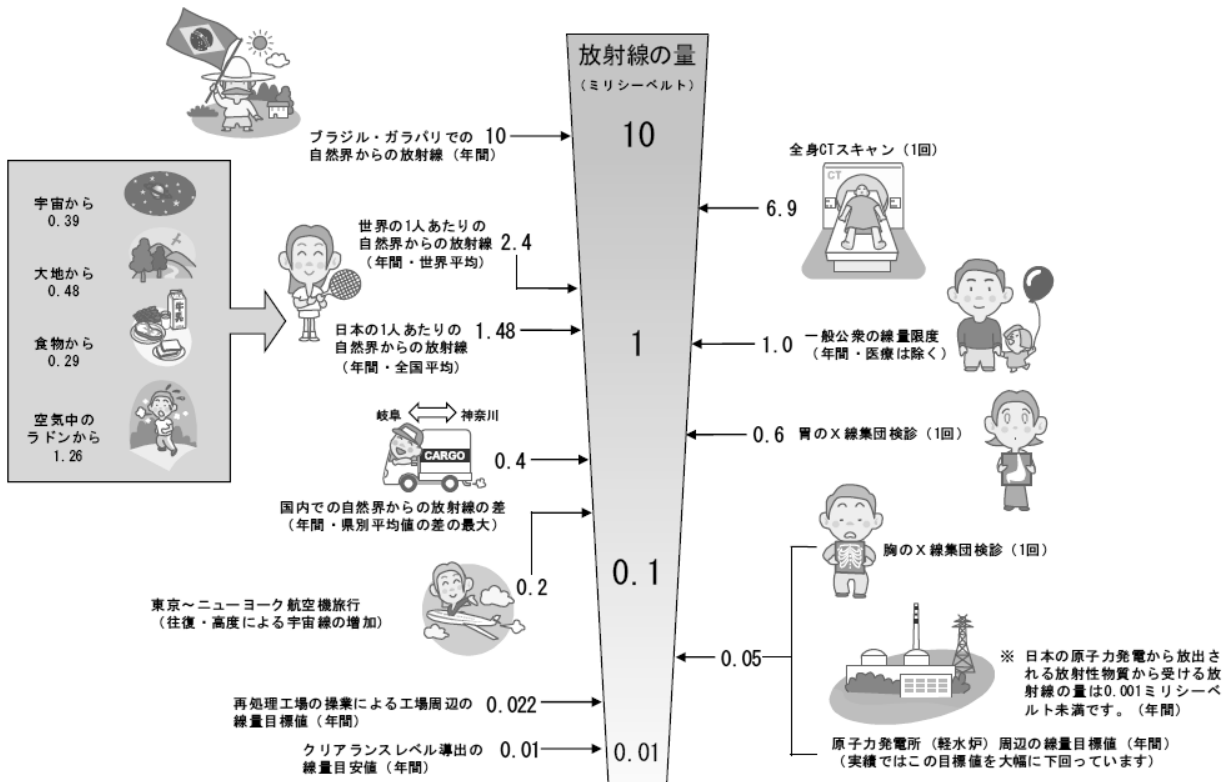 放射線の量
(ミリシーベルト)
10
1
0.1
0.01
ブラジル・ガラパリでの
自然界からの放射線(年間)
10
宇宙から
0.39
大地から
0.48
食物から
0.29
空気中の
ラドンから
1.26
牛乳
世界の1人あたりの
自然界からの放射線
(年間・世界平均)
2.4
日本の1人あたりの
自然界からの放射線
(年間・全国平均)
1.48
岐阜
神奈川
CARGO
0.4
国内での自然界からの放射線の差
(年間・県別平均値の差の最大)
0.2
東京~ニューヨーク航空機旅行
(往復・高度による宇宙線の増加)
再処理工場の操業による工場周辺の
線量目標値(年間)
0.022
クリアランスレベル導出の
線量目安値(年間)
0.01
全身CTスキャン(1回)
CT
6.9
1.0
一般公衆の線量限度
(年間・医療は除く)
0.6
胃のX線集団検診(1回)
胸のX線集団検診(1回)
0.05
※ 日本の原子力発電から放出さ
れる放射性物質から受ける放
射線の量は0.001ミリシーベ
ルト未満です。(年間)
原子力発電所(軽水炉)周辺の線量目標値(年間)
(実績ではこの目標値を大幅に下回っています)